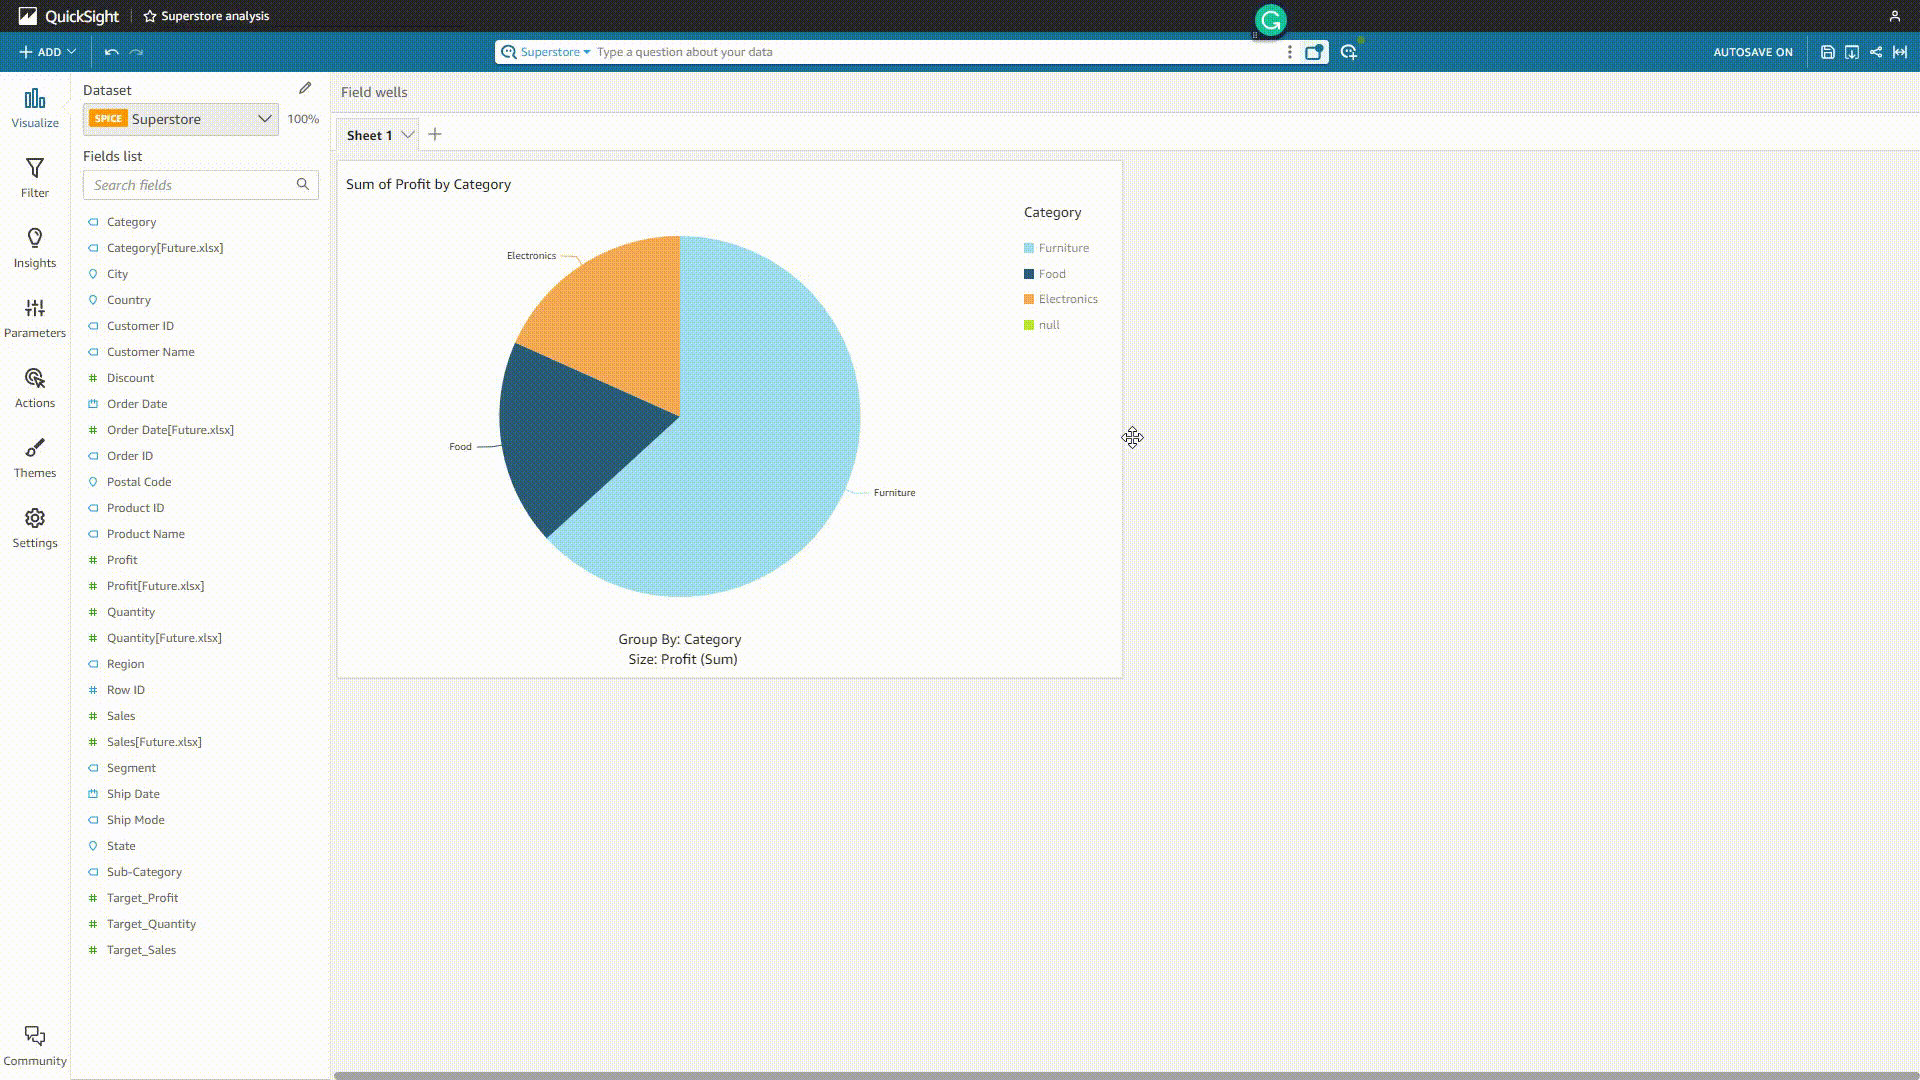 QuickSight
Superstore analysis
ADD
Superstore
Type a question about your data
AUTOSAVE ON
Visualize
Filter
Insights
Parameters
Actions
Themes
Settings
Community
Dataset
SPICE Superstore
100%
Fields list
Search fields
Category
Category[Future.xlsx]
City
Country
Customer ID
Customer Name
Discount
Order Date
Order Date[Future.xlsx]
Order ID
Postal Code
Product ID
Product Name
Profit
Profit[Future.xlsx]
Quantity
Quantity[Future.xlsx]
Region
Row ID
Sales
Sales[Future.xlsx]
Segment
Ship Date
Ship Mode
State
Sub-Category
Target_Profit
Target_Quantity
Target_Sales
Field wells
Sheet 1
Sum of Profit by Category
Electronics
Food
Furniture
Category
Furniture
Food
Electronics
null
Group By: Category
Size: Profit (Sum)